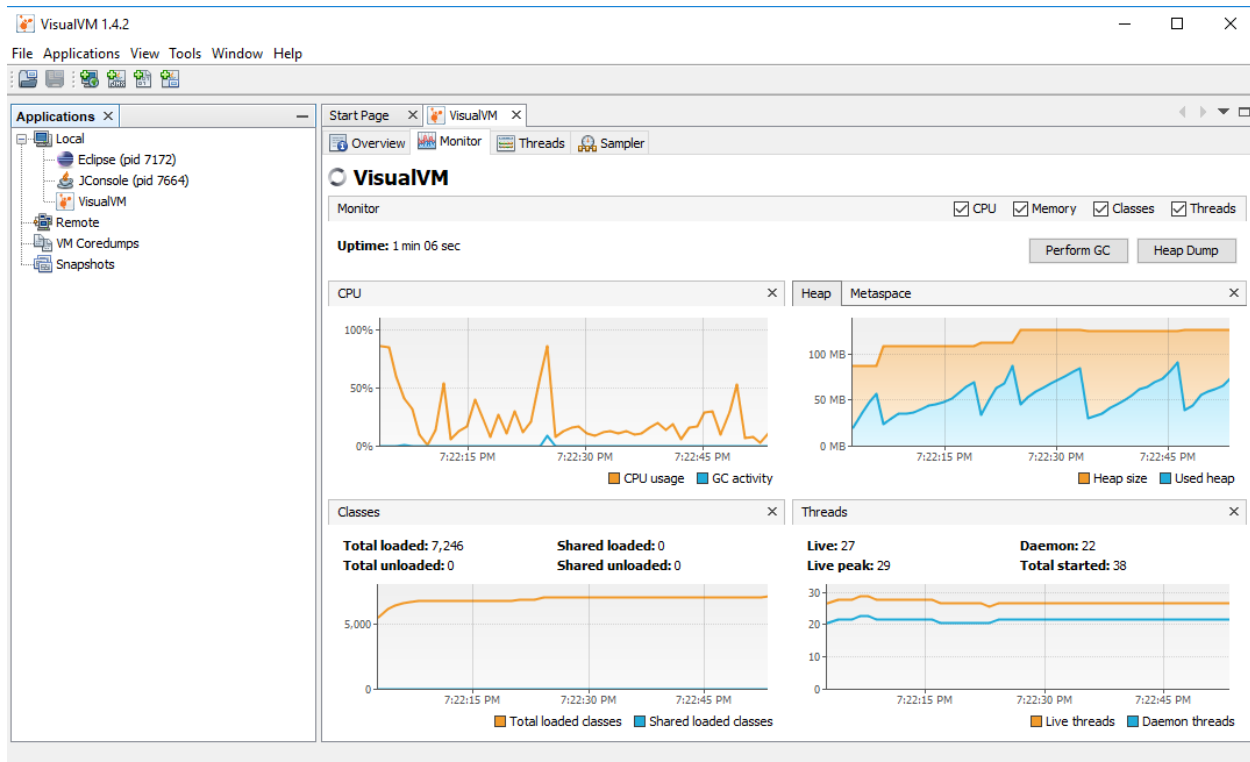 VisualVM 1.4.2
File Applications View Tools Window Help
Applications
Local
Eclipse (pid 7172)
JConsole (pid 7664)
VisualVM
Remote
VM Coredumps
Snapshots
Start Page VisualVM
Overview Monitor Threads Sampler
VisualVM
Monitor CPU Memory Classes Threads
Uptime: 1 min 06 sec Perform GC Heap Dump
CPU
100%
50%
0%
7:22:15 PM 7:22:30 PM 7:22:45 PM
CPU usage GC activity
Heap Metaspace
100 MB
50 MB
0 MB
7:22:15 PM 7:22:30 PM 7:22:45 PM
Heap size Used heap
Classes
Total loaded: 7,246 Shared loaded: 0
Total unloaded: 0 Shared unloaded: 0
5,000
0
7:22:15 PM 7:22:30 PM 7:22:45 PM
Total loaded classes Shared loaded classes
Threads
Live: 27 Daemon: 22
Live peak: 29 Total started: 38
30
20
10
0
7:22:15 PM 7:22:30 PM 7:22:45 PM
Live threads Daemon threads